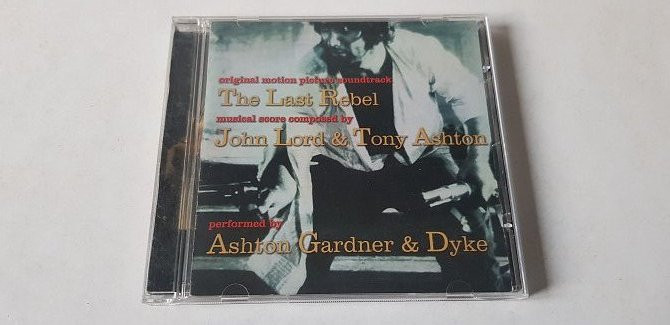 original motion picture soundtrack
The Last Rebel
musical score composed by
John Lord & Tony Ashton
performed by
Ashton Gardner & Dyke